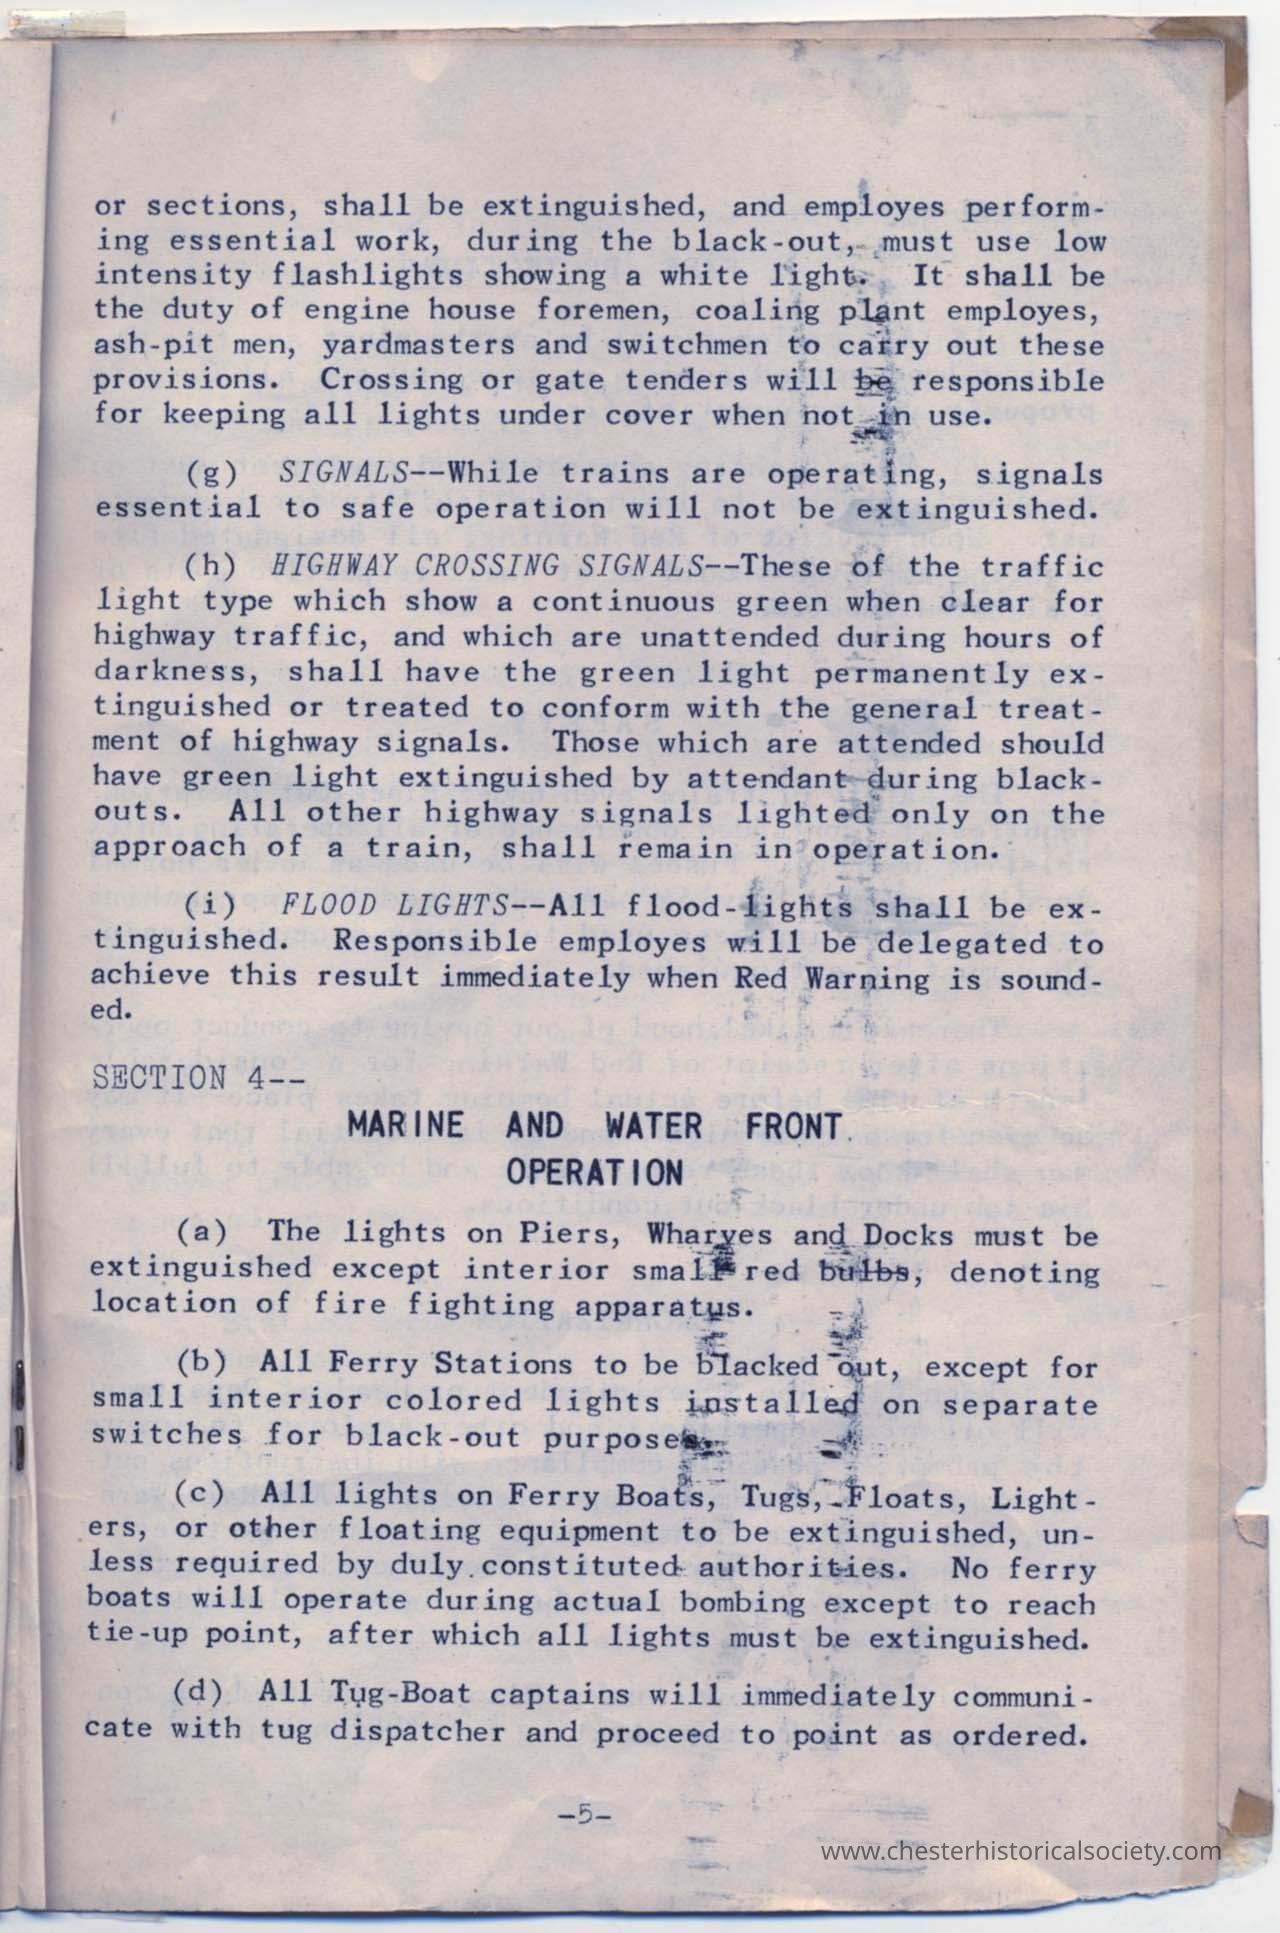 or sections, shall be extinguished, and employes perform-
ing essential work, during the black-out, must use low
intensity flashlights showing a white light. It shall be
the duty of engine house foremen, coaling plant employes,
ash-pit men, yardmasters and switchmen to carry out these
provisions. Crossing or gate tenders will be responsible
for keeping all lights under cover when not in use.
(g) SIGNALS--While trains are operating, signals
essential to safe operation will not be extinguished.
(h) HIGHWAY CROSSING SIGNALS--These of the traffic
light type which show a continuous green when clear for
highway traffic, and which are unattended during hours of
darkness, shall have the green light permanently ex-
tinguished or treated to conform with the general treat-
ment of highway signals. Those which are attended should
have green light extinguished by attendant during black-
outs. All other highway signals lighted only on the
approach of a train, shall remain in operation.
(i) FLOOD LIGHTS--All flood-lights shall be ex-
tinguished. Responsible employes will be delegated to
achieve this result immediately when Red Warning is sound-
ed.
SECTION 4--
MARINE AND WATER FRONT
OPERATION
(a) The lights on Piers, Wharves and Docks must be
extinguished except interior small red bulbs, denoting
location of fire fighting apparatus.
(b) All Ferry Stations to be blacked out, except for
small interior colored lights installed on separate
switches for black-out purposes.
(c) All lights on Ferry Boats, Tugs, Floats, Light-
ers, or other floating equipment to be extinguished, un-
less required by duly constituted authorities. No ferry
boats will operate during actual bombing except to reach
tie-up point, after which all lights must be extinguished.
(d) All Tug-Boat captains will immediately communi-
cate with tug dispatcher and proceed to point as ordered.
-5-
www.chesterhistoricalsociety.com